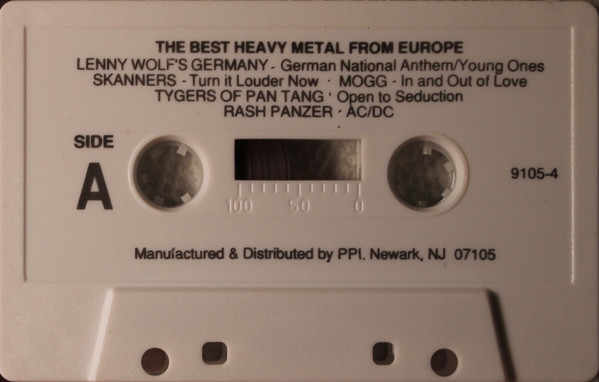 THE BEST HEAVY METAL FROM EUROPE
LENNY WOLF'S GERMANY - German National Anthem/Young Ones
SKANNERS - Turn it Louder Now · MOGG - In and Out of Love
TYGERS OF PAN TANG ' Open to Seduction
RASH PANZER · AC/DC
SIDE
A
9105-4
100 50 0
Manufactured & Distributed by PPI. Newark, NJ 07105